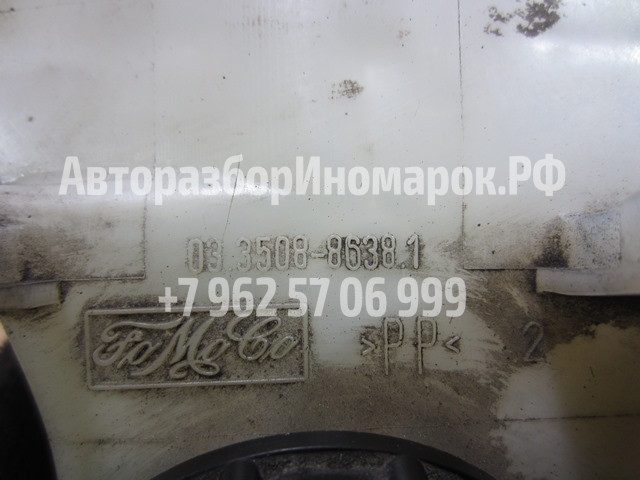 АвторазборИномарок.РФ
03 3508-8638.1
+7 962 57 06 999
FoMoCo >PP< 2